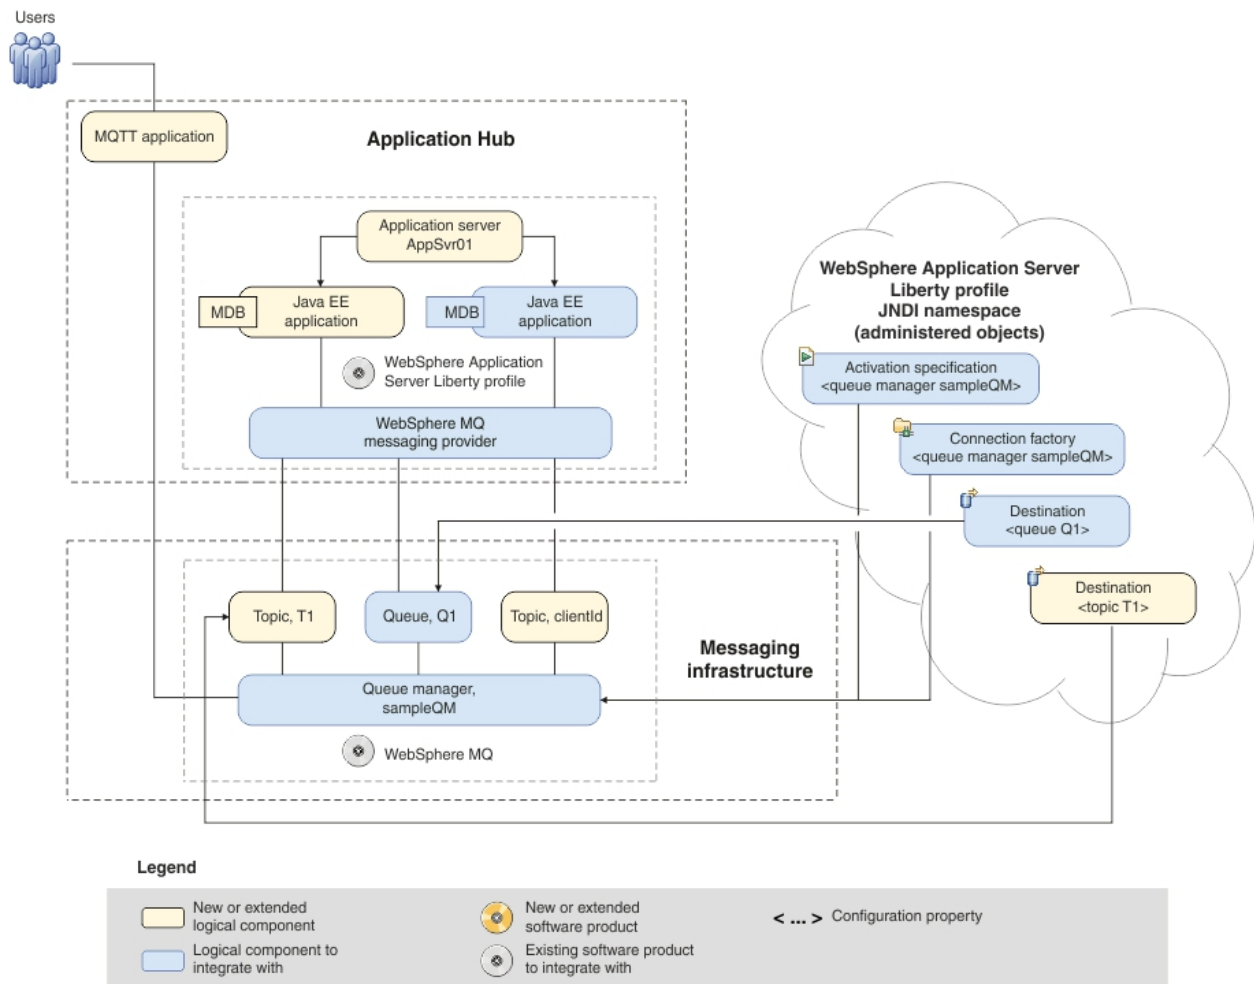 Users
MQTT application
Application Hub
Application server
AppSvr01
MDB
Java EE
application
MDB
Java EE
application
WebSphere Application
Server Liberty profile
WebSphere MQ
messaging provider
WebSphere Application Server
Liberty profile
JNDI namespace
(administered objects)
Activation specification
<queue manager sampleQM>
Connection factory
<queue manager sampleQM>
Destination
<queue Q1>
Destination
<topic T1>
Topic, T1
Queue, Q1
Topic, clientId
Messaging
infrastructure
Queue manager,
sampleQM
WebSphere MQ
Legend
New or extended
logical component
New or extended
software product
< ... > Configuration property
Logical component to
integrate with
Existing software product
to integrate with